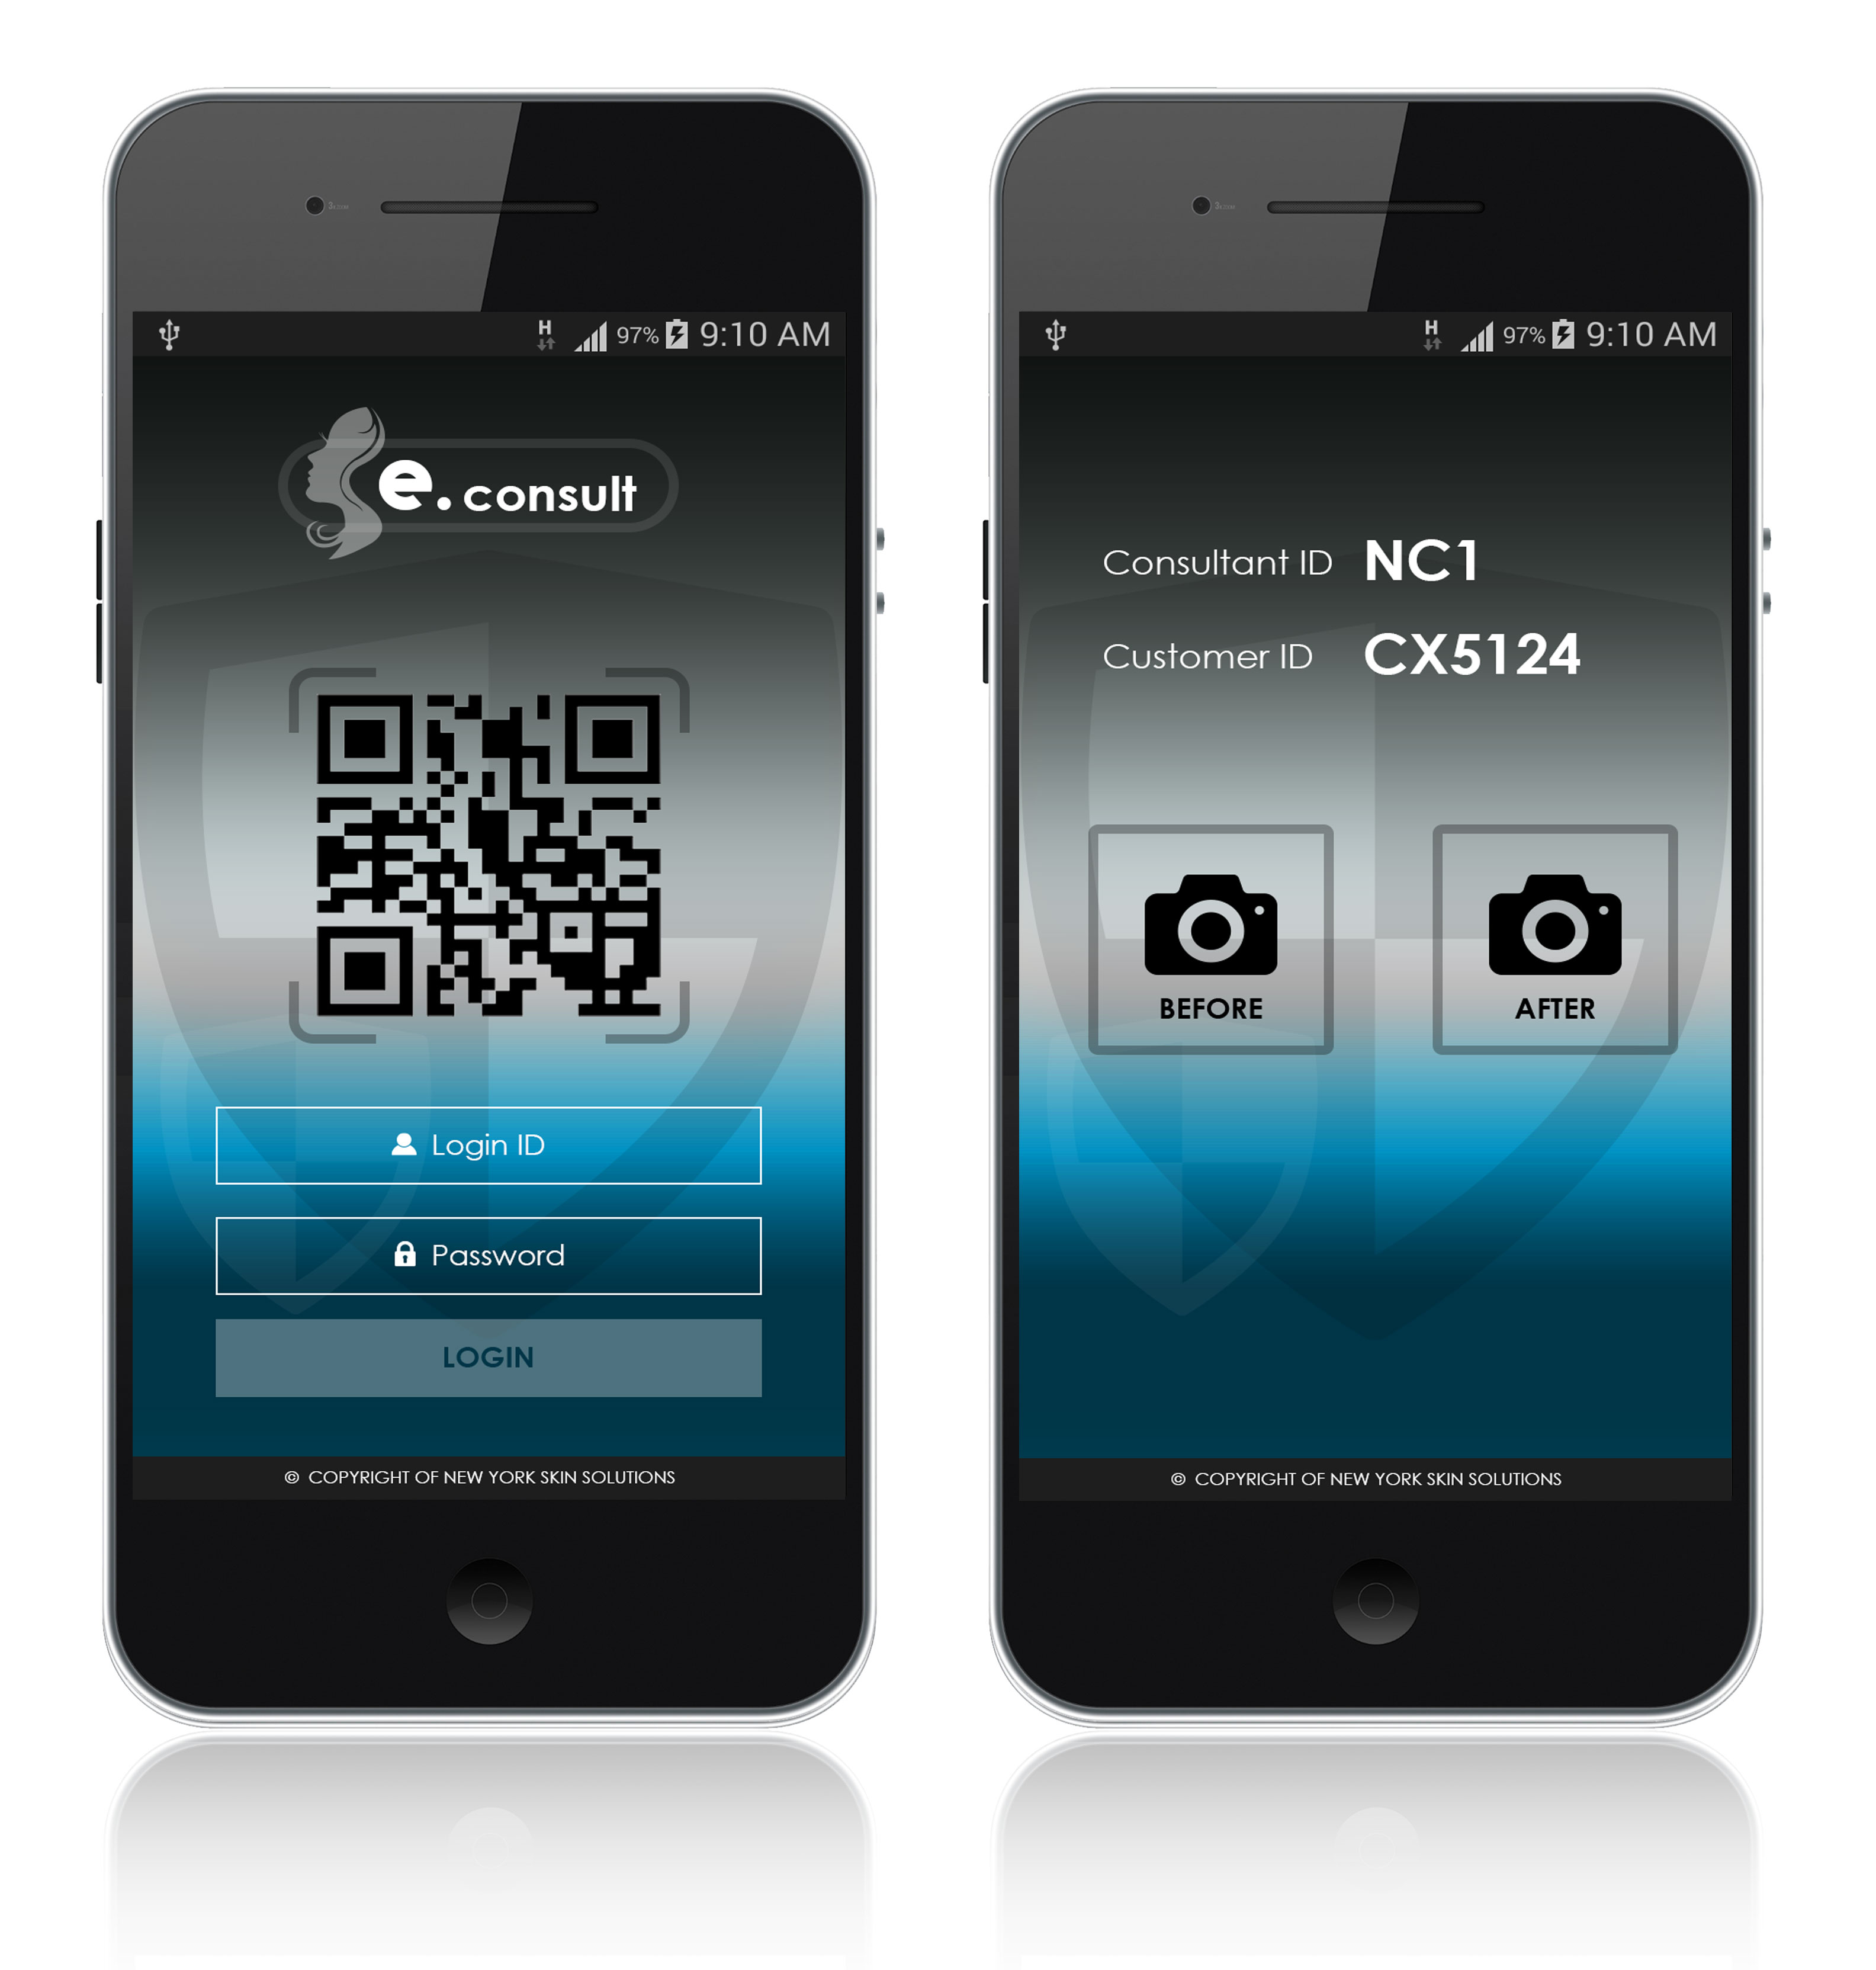 H
97%
9:10 AM
e.consult
Login ID
Password
LOGIN
© COPYRIGHT OF NEW YORK SKIN SOLUTIONS
H
97%
9:10 AM
Consultant ID NC1
Customer ID CX5124
BEFORE AFTER
© COPYRIGHT OF NEW YORK SKIN SOLUTIONS